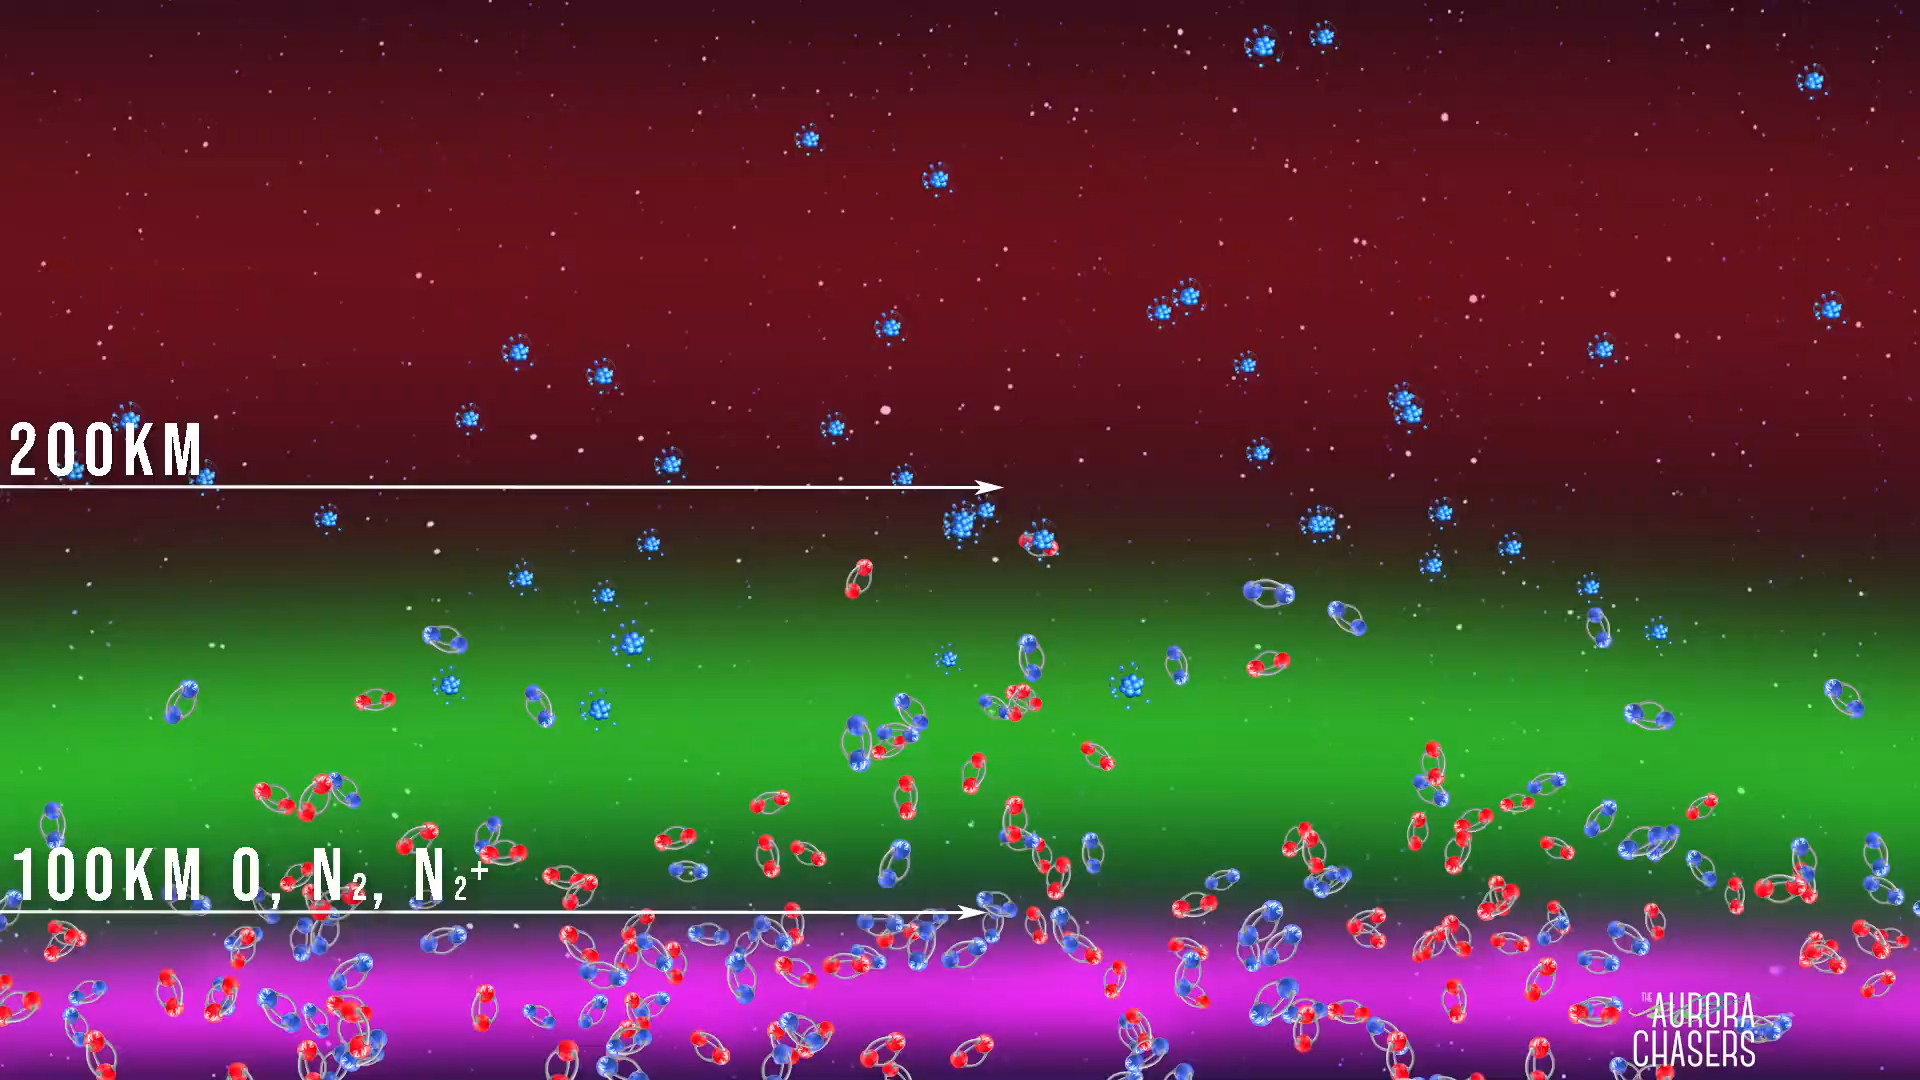 200KM
100KM O, N₂, N₂⁺
THE
AURORA
CHASERS